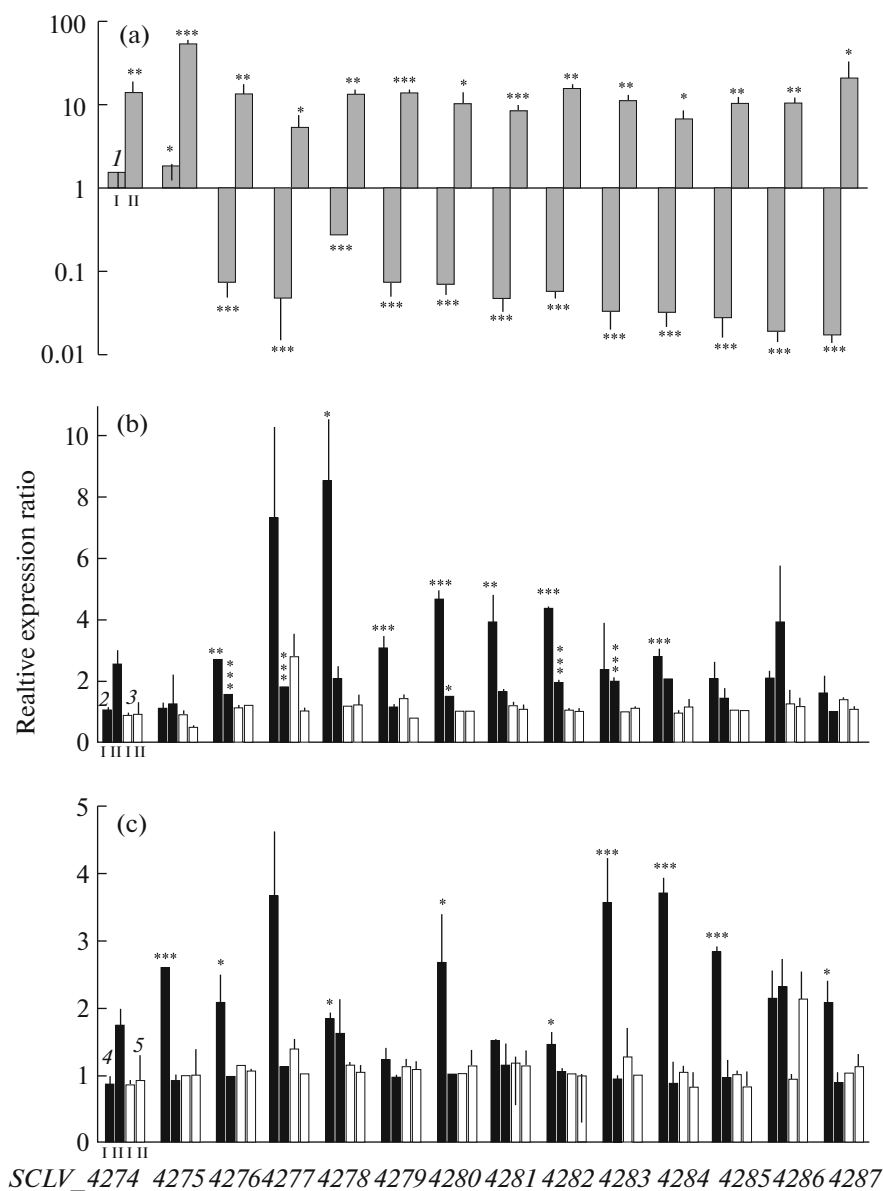 (a)
100
10
1
0.1
0.01
** *** ** * ** *** * *** ** ** * ** ** *
1 *
I II
*** *** *** *** *** *** *** *** *** *** *** ***
Realtive expression ratio
(b)
10
8
6
4
2
0
** *** *** * *** *** * ** *** *** *** ***
2 3
I II I II
(c)
5
4
3
2
1
0
*** * * * * *** *** *** *
4 5
I II I II
SCLV_ 4274 4275 4276 4277 4278 4279 4280 4281 4282 4283 4284 4285 4286 4287